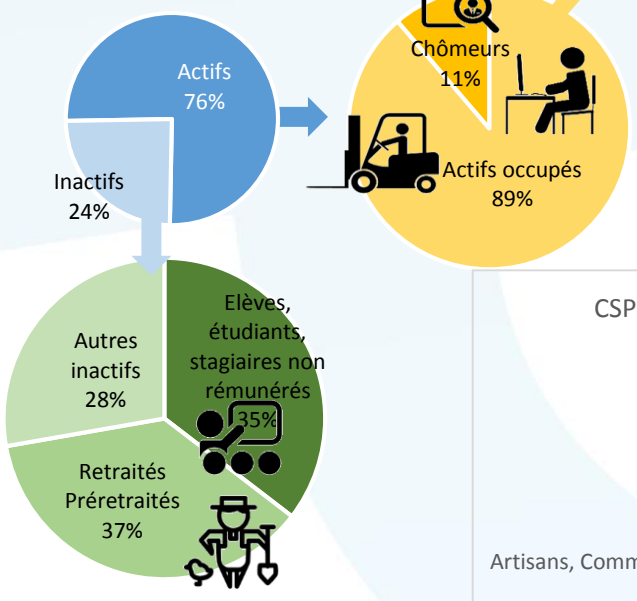 Actifs
76%
Inactifs
24%
Chômeurs
11%
Actifs occupés
89%
Elèves,
étudiants,
stagiaires non
rémunérés
35%
Autres
inactifs
28%
Retraités
Préretraités
37%
CSP
Artisans, Comm